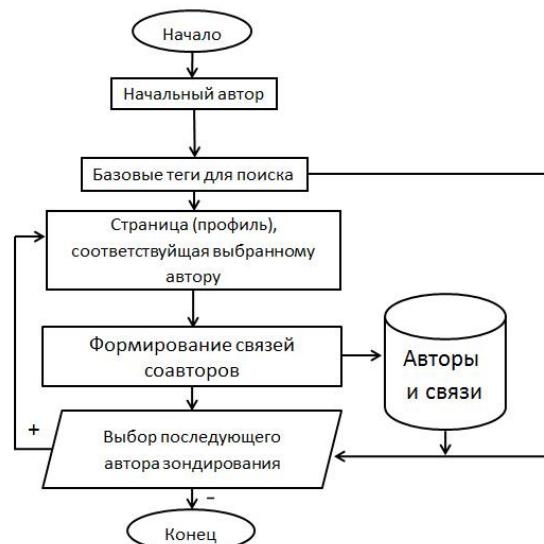 Начало
Начальный автор
Базовые теги для поиска
Страница (профиль),
соответствуйщая выбранному
автору
Формирование связей
соавторов
Авторы
и связи
+
Выбор последующего
автора зондирования
–
Конец